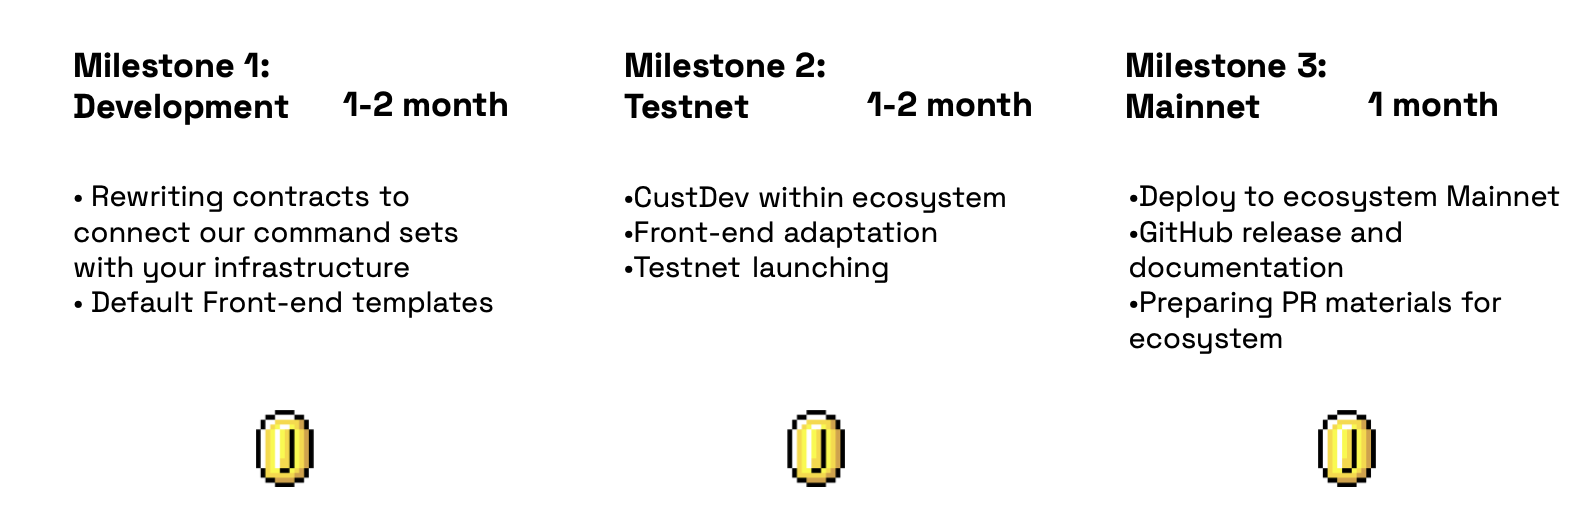 Milestone 1:
Development 1-2 month
• Rewriting contracts to
connect our command sets
with your infrastructure
• Default Front-end templates
Milestone 2:
Testnet 1-2 month
•CustDev within ecosystem
•Front-end adaptation
•Testnet launching
Milestone 3:
Mainnet 1 month
•Deploy to ecosystem Mainnet
•GitHub release and
documentation
•Preparing PR materials for
ecosystem